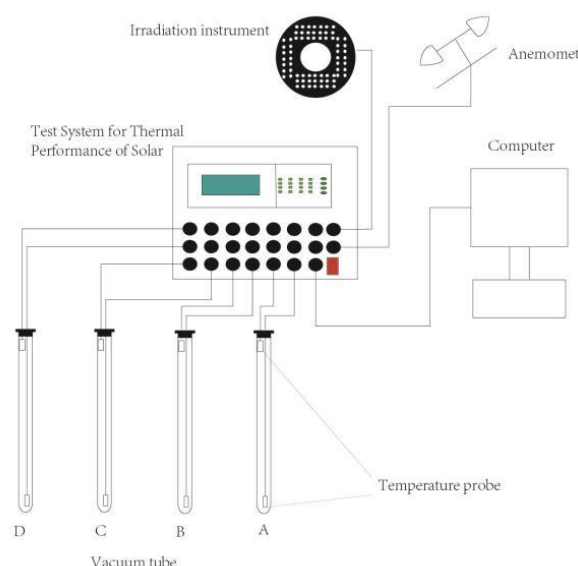 Irradiation instrument
Anemomet
Test System for Thermal
Performance of Solar
Computer
Temperature probe
D
C
B
A
Vacuum tube